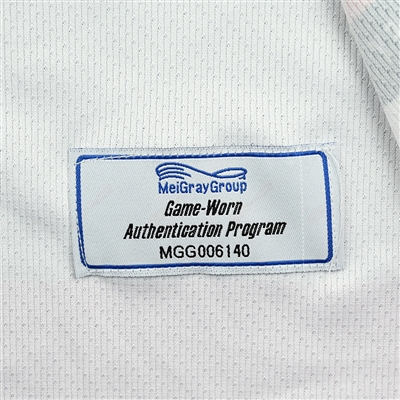 MeiGrayGroup
Game-Worn
Authentication Program
MGG006140